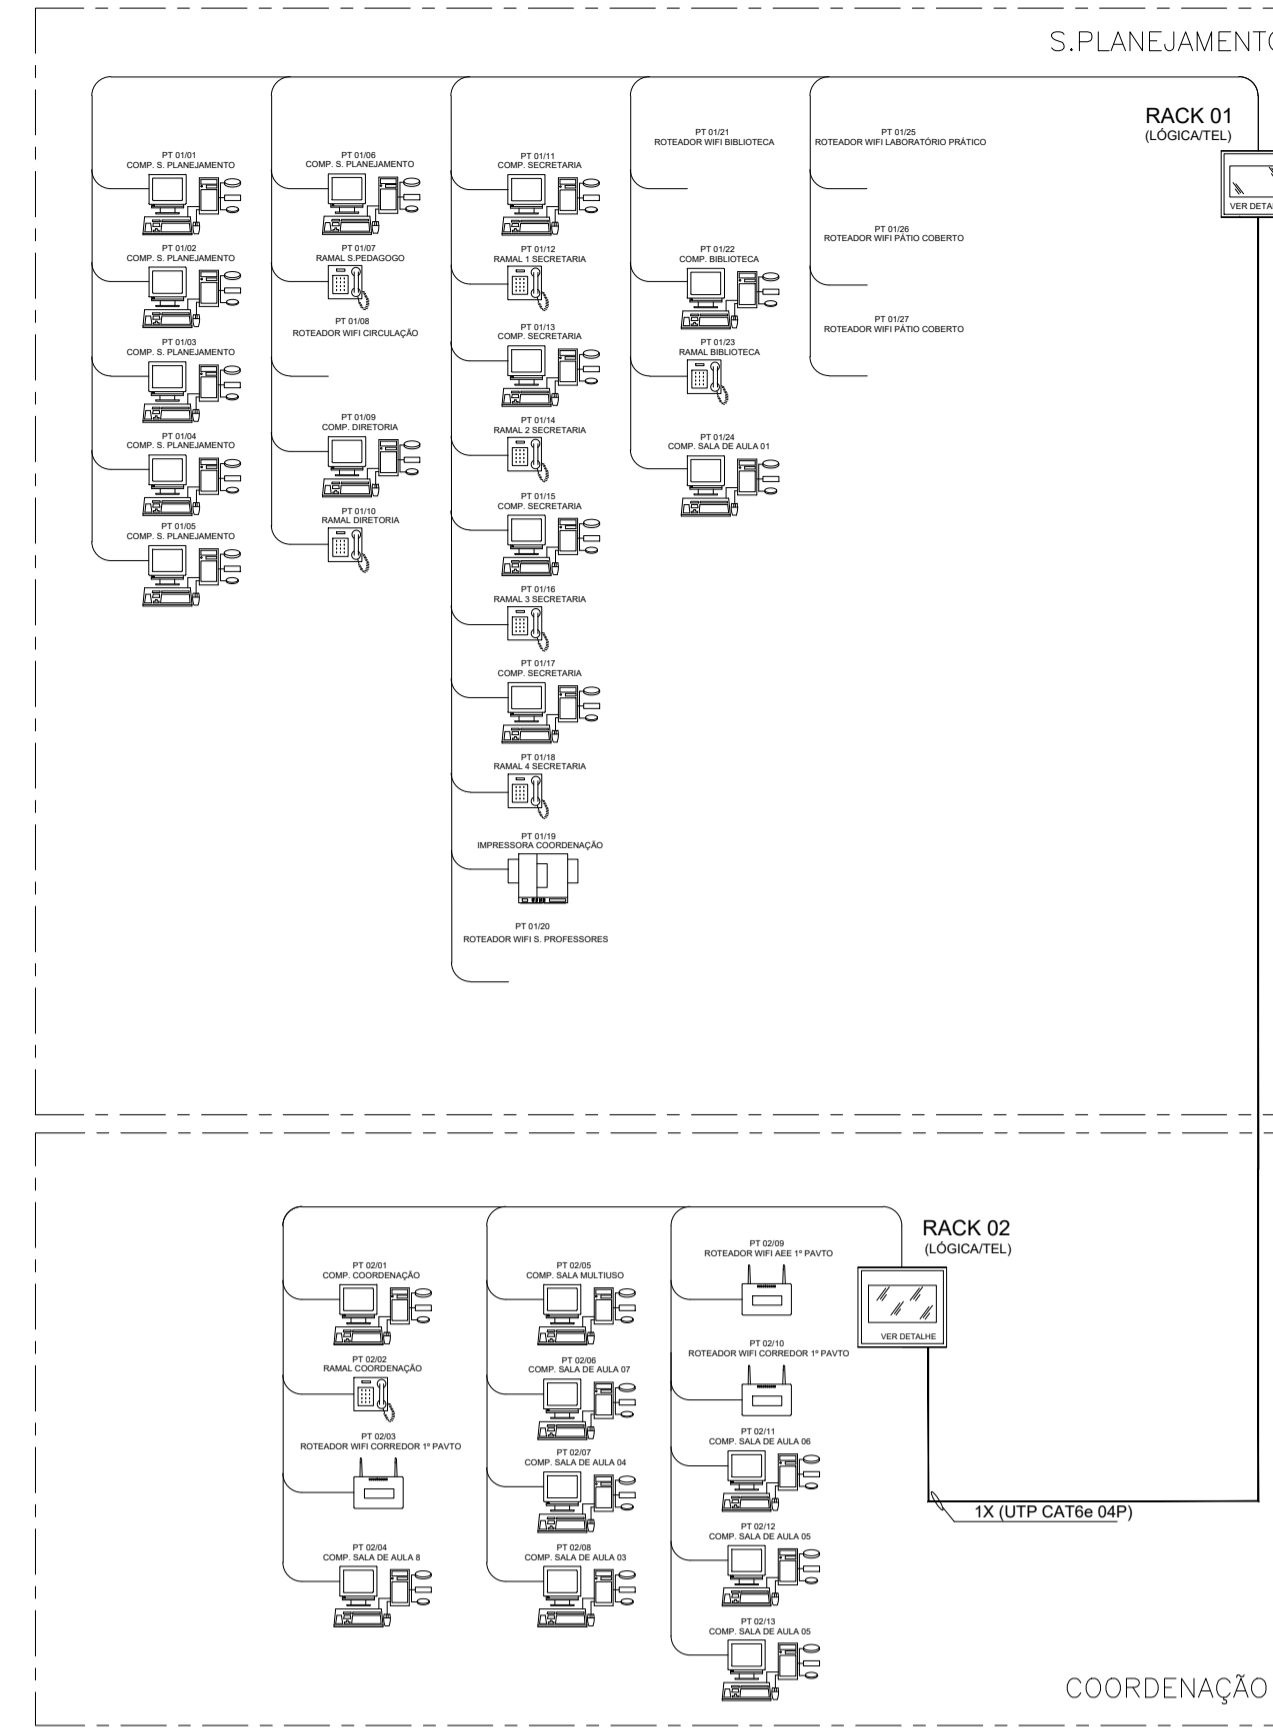 S.PLANEJAMENTO
RACK 01
(LÓGICA/TEL)
PT 01/01
COMP. S. PLANEJAMENTO
PT 01/02
COMP. S. PLANEJAMENTO
PT 01/03
COMP. S. PLANEJAMENTO
PT 01/04
COMP. S. PLANEJAMENTO
PT 01/05
COMP. S. PLANEJAMENTO
PT 01/06
COMP. S. PLANEJAMENTO
PT 01/07
RAMAL S.PEDAGOGO
PT 01/08
ROTEADOR WIFI CIRCULAÇÃO
PT 01/09
COMP. DIRETORIA
PT 01/10
RAMAL DIRETORIA
PT 01/11
COMP. SECRETARIA
PT 01/12
RAMAL 1 SECRETARIA
PT 01/13
COMP. SECRETARIA
PT 01/14
RAMAL 2 SECRETARIA
PT 01/15
COMP. SECRETARIA
PT 01/16
RAMAL 3 SECRETARIA
PT 01/17
COMP. SECRETARIA
PT 01/18
RAMAL 4 SECRETARIA
PT 01/19
IMPRESSORA COORDENAÇÃO
PT 01/20
ROTEADOR WIFI S. PROFESSORES
PT 01/21
ROTEADOR WIFI BIBLIOTECA
PT 01/22
COMP. BIBLIOTECA
PT 01/23
RAMAL BIBLIOTECA
PT 01/24
COMP. SALA DE AULA 01
PT 01/25
ROTEADOR WIFI LABORATÓRIO PRÁTICO
PT 01/26
ROTEADOR WIFI PÁTIO COBERTO
PT 01/27
ROTEADOR WIFI PÁTIO COBERTO
VER DETA
RACK 02
(LÓGICA/TEL)
VER DETALHE
PT 02/01
COMP. COORDENAÇÃO
PT 02/02
RAMAL COORDENAÇÃO
PT 02/03
ROTEADOR WIFI CORREDOR 1º PAVTO
PT 02/04
COMP. SALA DE AULA 8
PT 02/05
COMP. SALA MULTIUSO
PT 02/06
COMP. SALA DE AULA 07
PT 02/07
COMP. SALA DE AULA 04
PT 02/08
COMP. SALA DE AULA 03
PT 02/09
ROTEADOR WIFI AEE 1º PAVTO
PT 02/10
ROTEADOR WIFI CORREDOR 1º PAVTO
PT 02/11
COMP. SALA DE AULA 06
PT 02/12
COMP. SALA DE AULA 05
PT 02/13
COMP. SALA DE AULA 05
1X (UTP CAT6e 04P)
COORDENAÇÃO